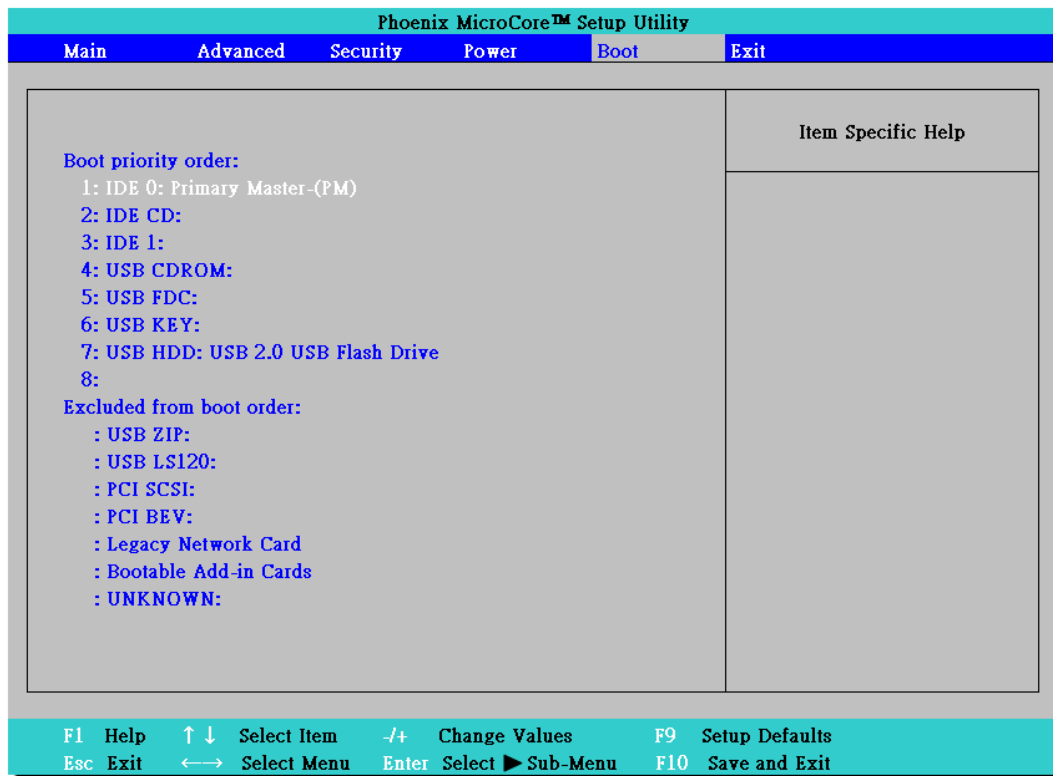 Phoenix MicroCore™ Setup Utility
Main Advanced Security Power Boot Exit
Item Specific Help
Boot priority order:
1: IDE 0: Primary Master-(PM)
2: IDE CD:
3: IDE 1:
4: USB CDROM:
5: USB FDC:
6: USB KEY:
7: USB HDD: USB 2.0 USB Flash Drive
8:
Excluded from boot order:
: USB ZIP:
: USB LS120:
: PCI SCSI:
: PCI BEV:
: Legacy Network Card
: Bootable Add-in Cards
: UNKNOWN:
F1 Help ↑ ↓ Select Item -/+ Change Values F9 Setup Defaults
Esc Exit ←→ Select Menu Enter Select ▶ Sub-Menu F10 Save and Exit